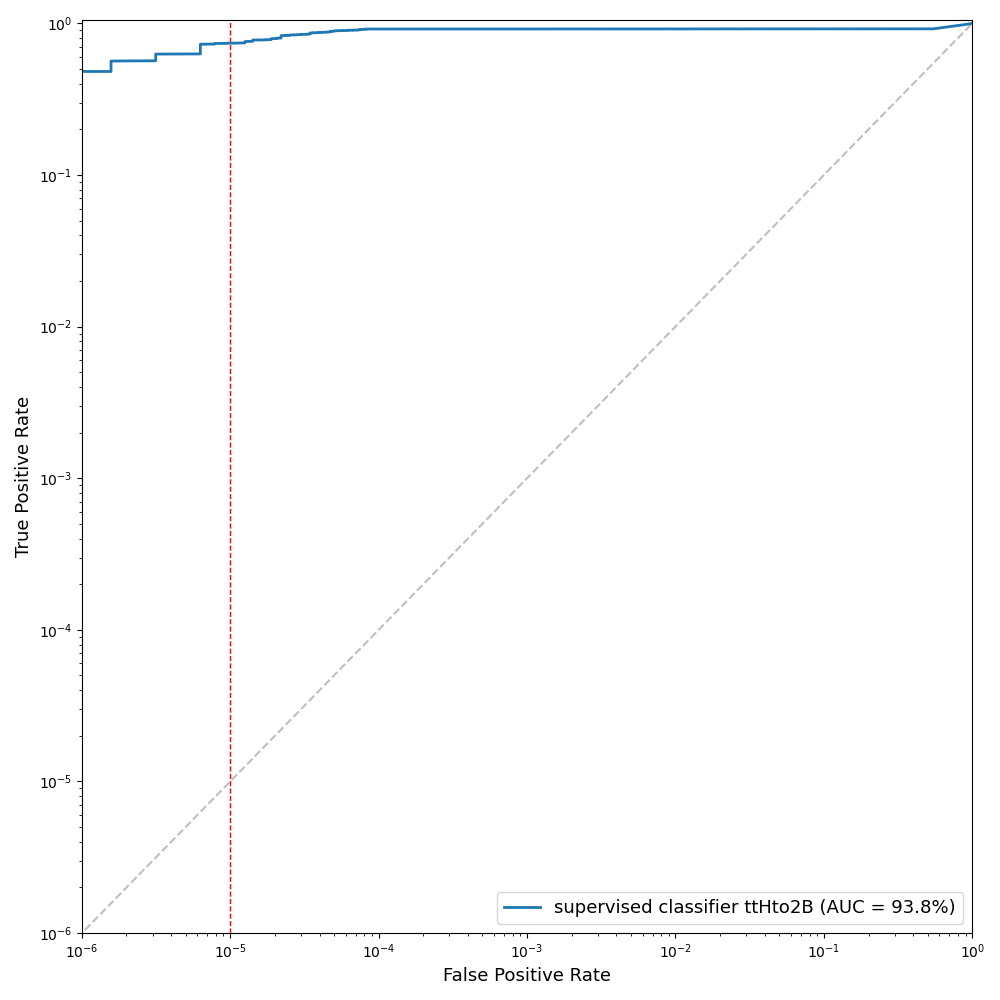 10⁰
10⁻¹
10⁻²
10⁻³
10⁻⁴
10⁻⁵
10⁻⁶
True Positive Rate
supervised classifier ttHto2B (AUC = 93.8%)
10⁻⁶ 10⁻⁵ 10⁻⁴ 10⁻³ 10⁻² 10⁻¹ 10⁰
False Positive Rate